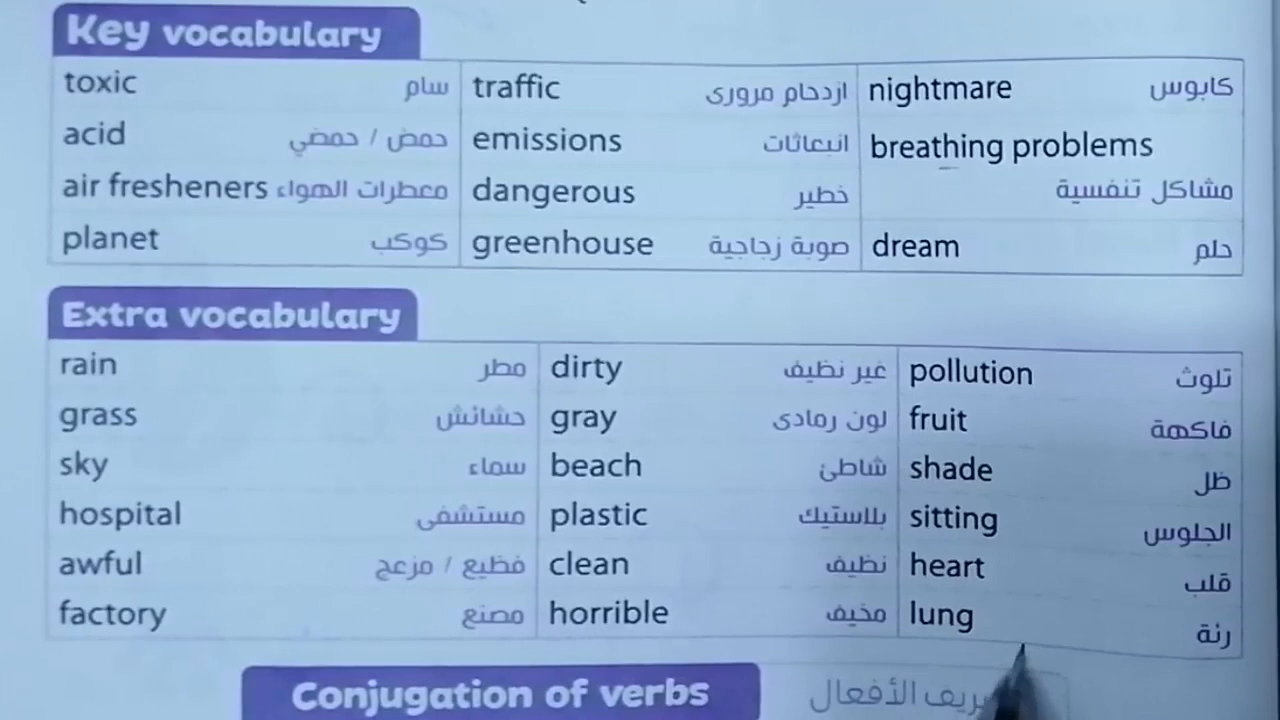 Key vocabulary
toxic سام traffic ازدحام مرورى nightmare كابوس
acid حمض / حمضي emissions انبعاثات breathing problems
air fresheners معطرات الهواء dangerous خطير مشاكل تنفسية
planet كوكب greenhouse صوبة زجاجية dream حلم
Extra vocabulary
rain مطر dirty غير نظيف pollution تلوث
grass حشائش gray لون رمادى fruit فاكهة
sky سماء beach شاطئ shade ظل
hospital مستشفى plastic بلاستيك sitting الجلوس
awful فظيع / مزعج clean نظيف heart قلب
factory مصنع horrible مخيف lung رئة
Conjugation of verbs الأفعال